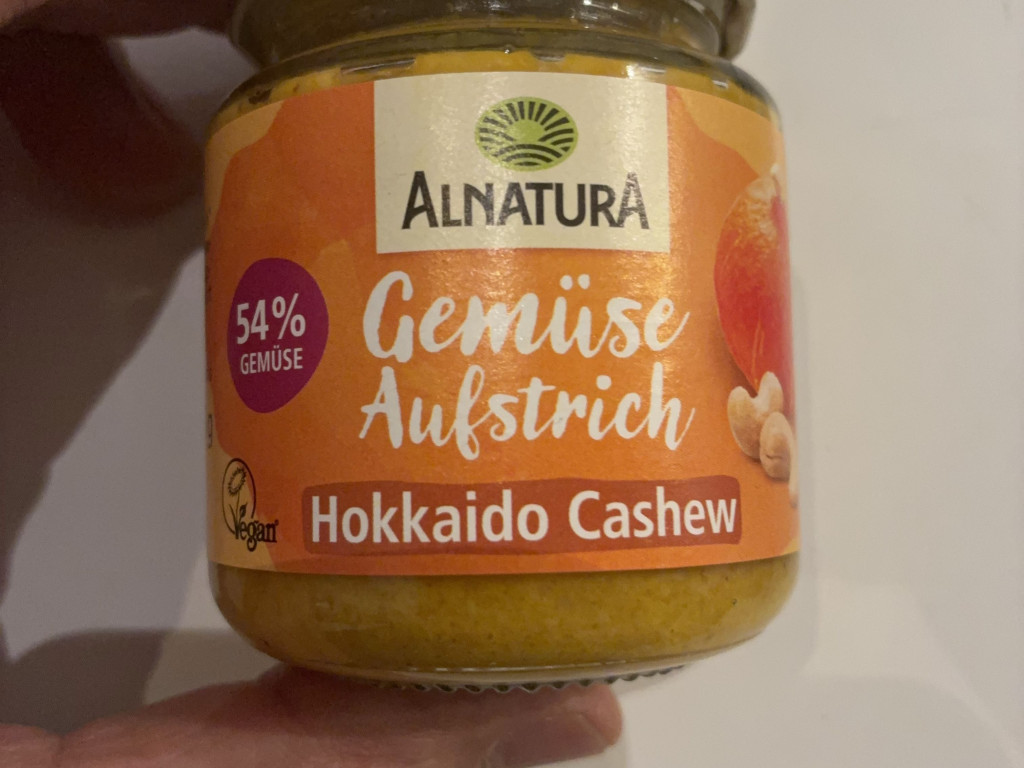 ALNATURA
54%
GEMÜSE
Gemüse
Aufstrich
Vegan
Hokkaido Cashew